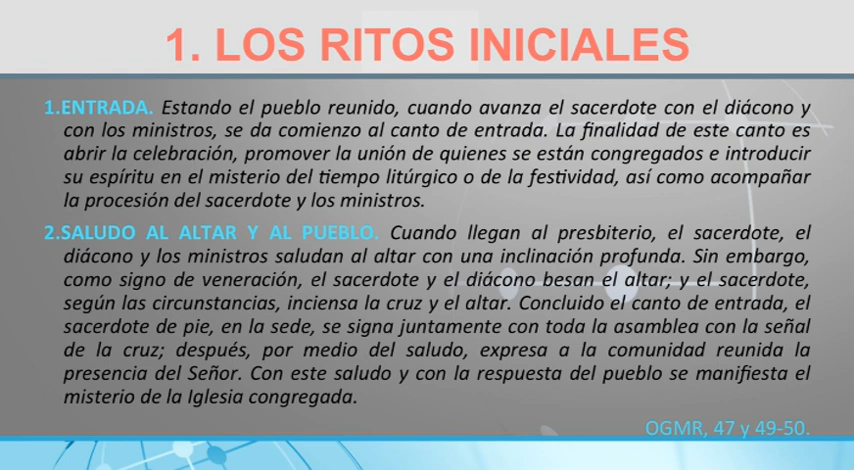 1. LOS RITOS INICIALES
1.ENTRADA. Estando el pueblo reunido, cuando avanza el sacerdote con el diácono y
con los ministros, se da comienzo al canto de entrada. La finalidad de este canto es
abrir la celebración, promover la unión de quienes se están congregados e introducir
su espíritu en el misterio del tiempo litúrgico o de la festividad, así como acompañar
la procesión del sacerdote y los ministros.
2.SALUDO AL ALTAR Y AL PUEBLO. Cuando llegan al presbiterio, el sacerdote, el
diácono y los ministros saludan al altar con una inclinación profunda. Sin embargo,
como signo de veneración, el sacerdote y el diácono besan el altar; y el sacerdote,
según las circunstancias, inciensa la cruz y el altar. Concluido el canto de entrada, el
sacerdote de pie, en la sede, se signa juntamente con toda la asamblea con la señal
de la cruz; después, por medio del saludo, expresa a la comunidad reunida la
presencia del Señor. Con este saludo y con la respuesta del pueblo se manifiesta el
misterio de la Iglesia congregada.
OGMR, 47 y 49-50.